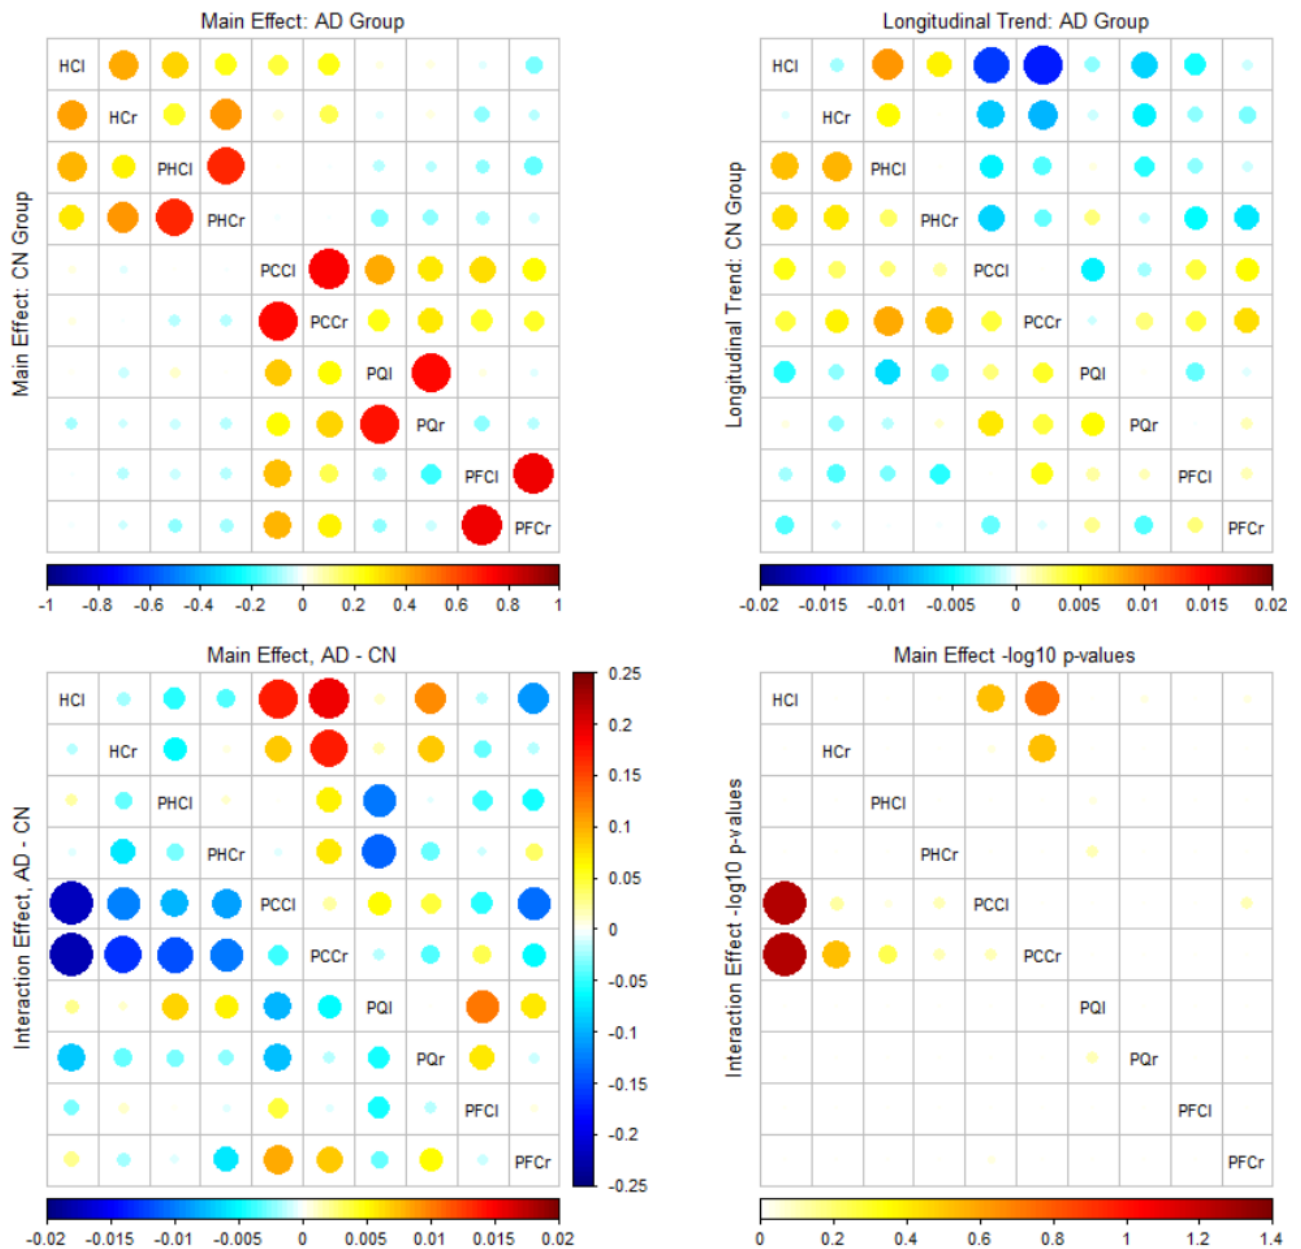 Main Effect: AD Group
Main Effect: CN Group
HCl
HCr
PHCl
PHCr
PCCl
PCCr
PQl
PQr
PFCl
PFCr
-1 -0.8 -0.6 -0.4 -0.2 0 0.2 0.4 0.6 0.8 1
Longitudinal Trend: AD Group
Longitudinal Trend: CN Group
HCl
HCr
PHCl
PHCr
PCCl
PCCr
PQl
PQr
PFCl
PFCr
-0.02 -0.015 -0.01 -0.005 0 0.005 0.01 0.015 0.02
Main Effect, AD - CN
Interaction Effect, AD - CN
HCl
HCr
PHCl
PHCr
PCCl
PCCr
PQl
PQr
PFCl
PFCr
0.25
0.2
0.15
0.1
0.05
0
-0.05
-0.1
-0.15
-0.2
-0.25
-0.02 -0.015 -0.01 -0.005 0 0.005 0.01 0.015 0.02
Main Effect -log10 p-values
Interaction Effect -log10 p-values
HCl
HCr
PHCl
PHCr
PCCl
PCCr
PQl
PQr
PFCl
PFCr
0 0.2 0.4 0.6 0.8 1 1.2 1.4